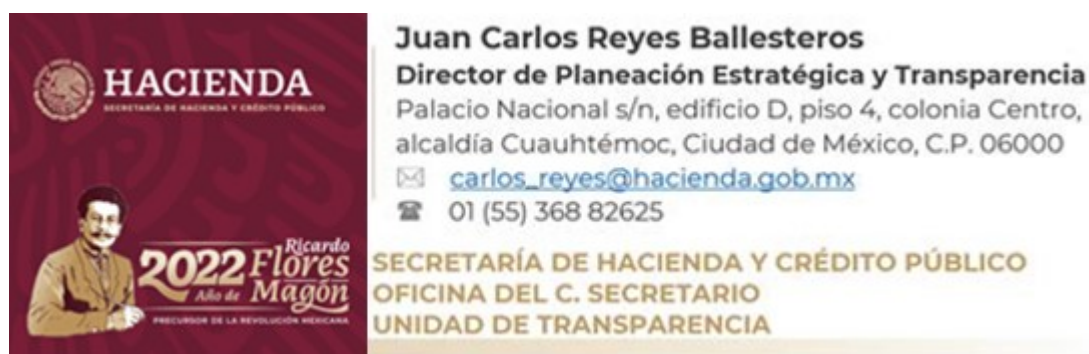 HACIENDA
SECRETARÍA DE HACIENDA Y CRÉDITO PÚBLICO
2022 Ricardo
Flores
Año de Magón
PRECURSOR DE LA REVOLUCIÓN MEXICANA
Juan Carlos Reyes Ballesteros
Director de Planeación Estratégica y Transparencia
Palacio Nacional s/n, edificio D, piso 4, colonia Centro,
alcaldía Cuauhtémoc, Ciudad de México, C.P. 06000
carlos_reyes@hacienda.gob.mx
01 (55) 368 82625
SECRETARÍA DE HACIENDA Y CRÉDITO PÚBLICO
OFICINA DEL C. SECRETARIO
UNIDAD DE TRANSPARENCIA